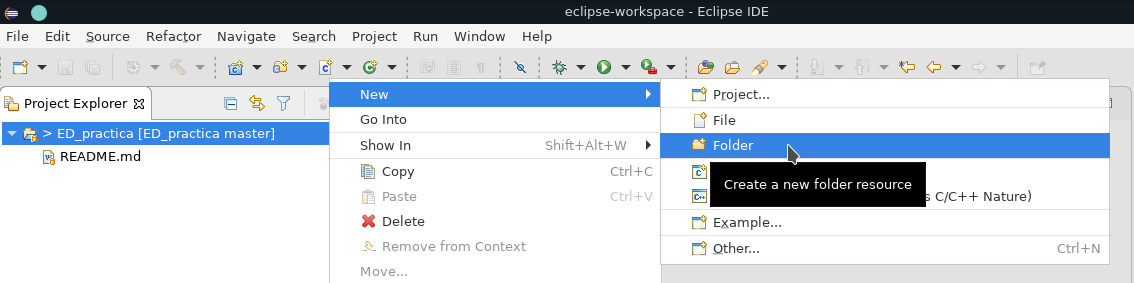 eclipse-workspace - Eclipse IDE
File Edit Source Refactor Navigate Search Project Run Window Help
Project Explorer
> ED_practica [ED_practica master]
README.md
New
Go Into
Show In Shift+Alt+W
Copy Ctrl+C
Paste Ctrl+V
Delete
Remove from Context
Move...
Project...
File
Folder
Create a new folder resource
C/C++ Nature)
Example...
Other... Ctrl+N